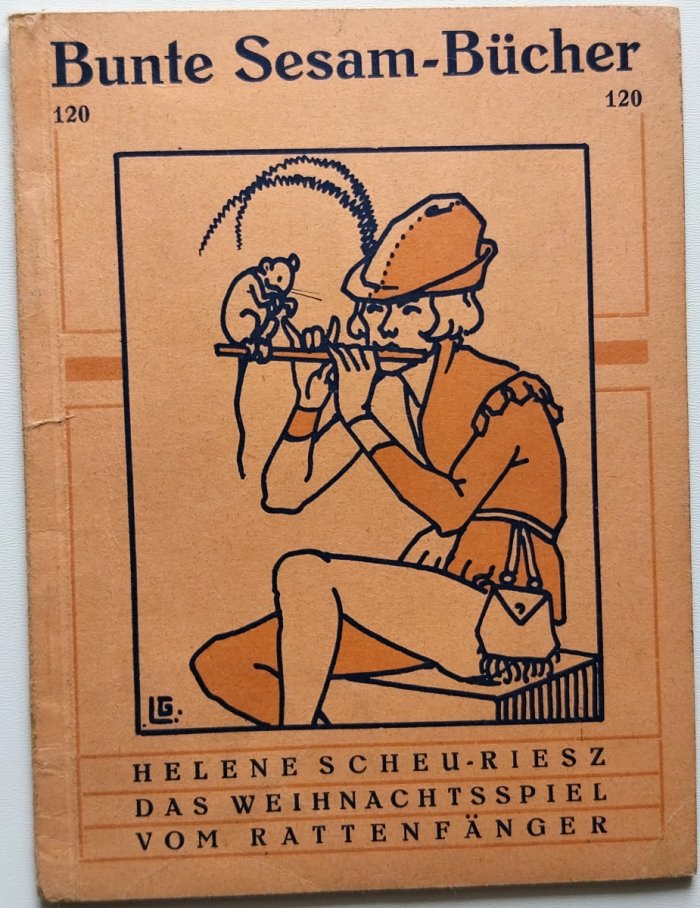 Bunte Sesam-Bücher
120 120
LG
HELENE SCHEU-RIESZ
DAS WEIHNACHTSSPIEL
VOM RATTENFÄNGER